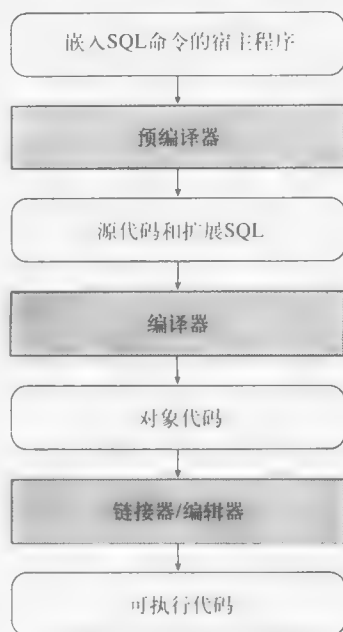 嵌入SQL命令的宿主程序
预编译器
源代码和扩展SQL
编译器
对象代码
链接器/编辑器
可执行代码